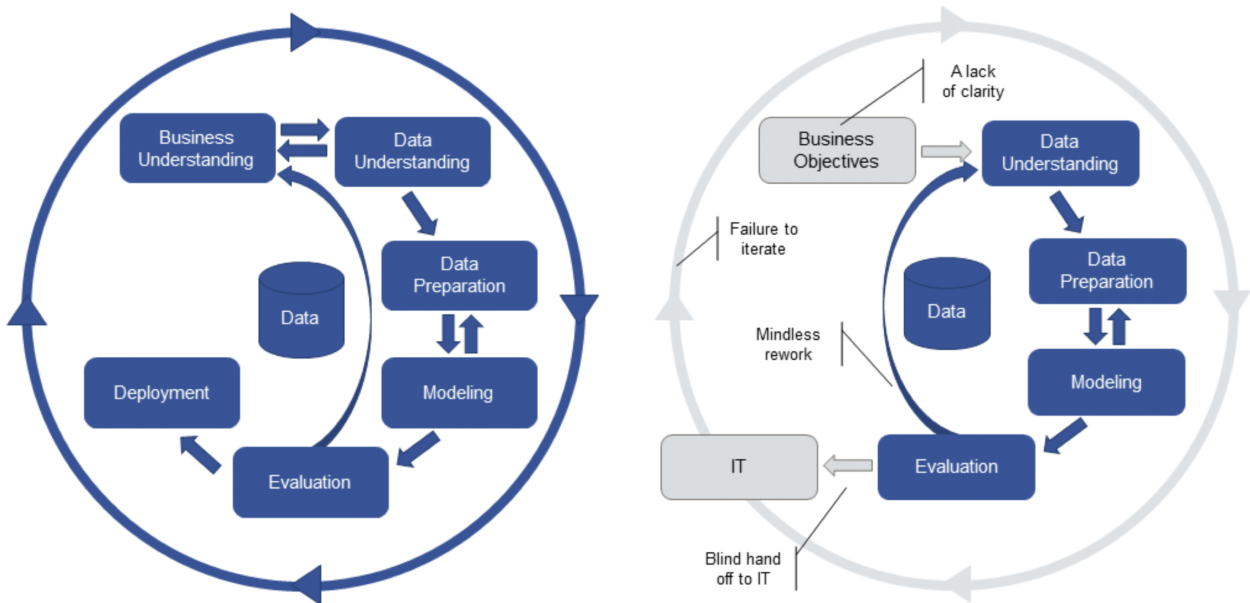 Business
Understanding
Data
Understanding
Data
Preparation
Data
Deployment
Modeling
Evaluation
A lack
of clarity
Business
Objectives
Data
Understanding
Failure to
iterate
Data
Preparation
Data
Mindless
rework
Modeling
IT
Evaluation
Blind hand
off to IT